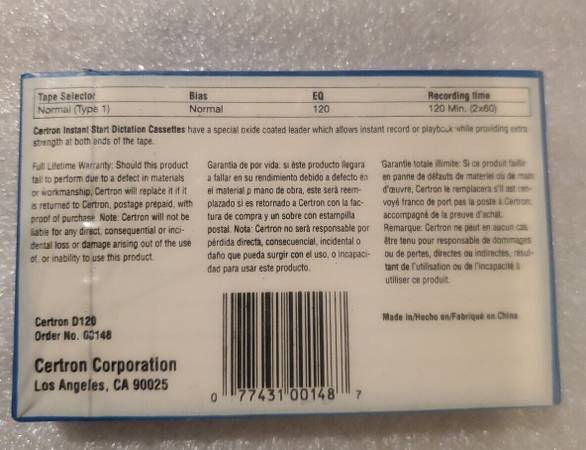 Tape Selector Bias EQ Recording time
Normal (Type 1) Normal 120 120 Min. (2x60)
Certron Instant Start Dictation Cassettes have a special oxide coated leader which allows instant record or playback while providing extra
strength at both ends of the tape.
Full Lifetime Warranty: Should this product
fail to perform due to a defect in materials
or workmanship, Certron will replace it if it
is returned to Certron, postage prepaid, with
proof of purchase. Note: Certron will not be
liable for any direct, consequential or inci-
dental loss or damage arising out of the use
of, or inability to use this product.
Garantia de por vida: si èste producto llegara
a fallar en su rendimiento debido a defecto en
el material p mano de obra, este será reem-
plazado si es retornado a Certron con la fac-
tura de compra y un sobre con estampilla
postal. Nota: Certron no será responsable por
pérdida directa, consecuencial, incidental o
daño que pueda surgir con el uso, o incapaci-
dad para usar este producto.
Garantie totale illimite: Si ce produit faille
en panne de défauts de materiel ou de main
d'œuvre, Certron le remplacera s'il ast ren-
voyé franco de port pas la poste à Certron,
accompagné de la preuve d'achat.
Remarque: Certron ne peut en aucun cas
être tenu pour responsable de dommages
ou de pertes, directes ou indirectes, résul-
tant de l'utilisation ou de l'incapacité à
utiliser ce produit.
Certron D120
Order No. G0148
Certron Corporation
Los Angeles, CA 90025
0 77431 00148 7
Made in/Hecho en/Fabriqué en China